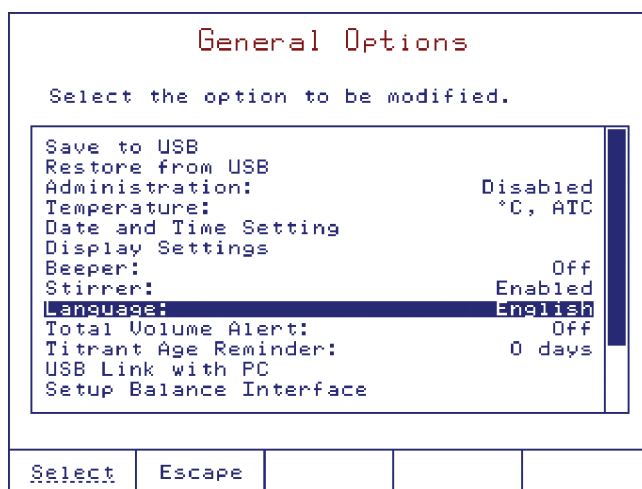 General Options
Select the option to be modified.
Save to USB
Restore from USB
Administration: Disabled
Temperature: °C, ATC
Date and Time Setting
Display Settings
Beeper: Off
Stirrer: Enabled
Language: English
Total Volume Alert: Off
Titrant Age Reminder: 0 days
USB Link with PC
Setup Balance Interface
Select Escape